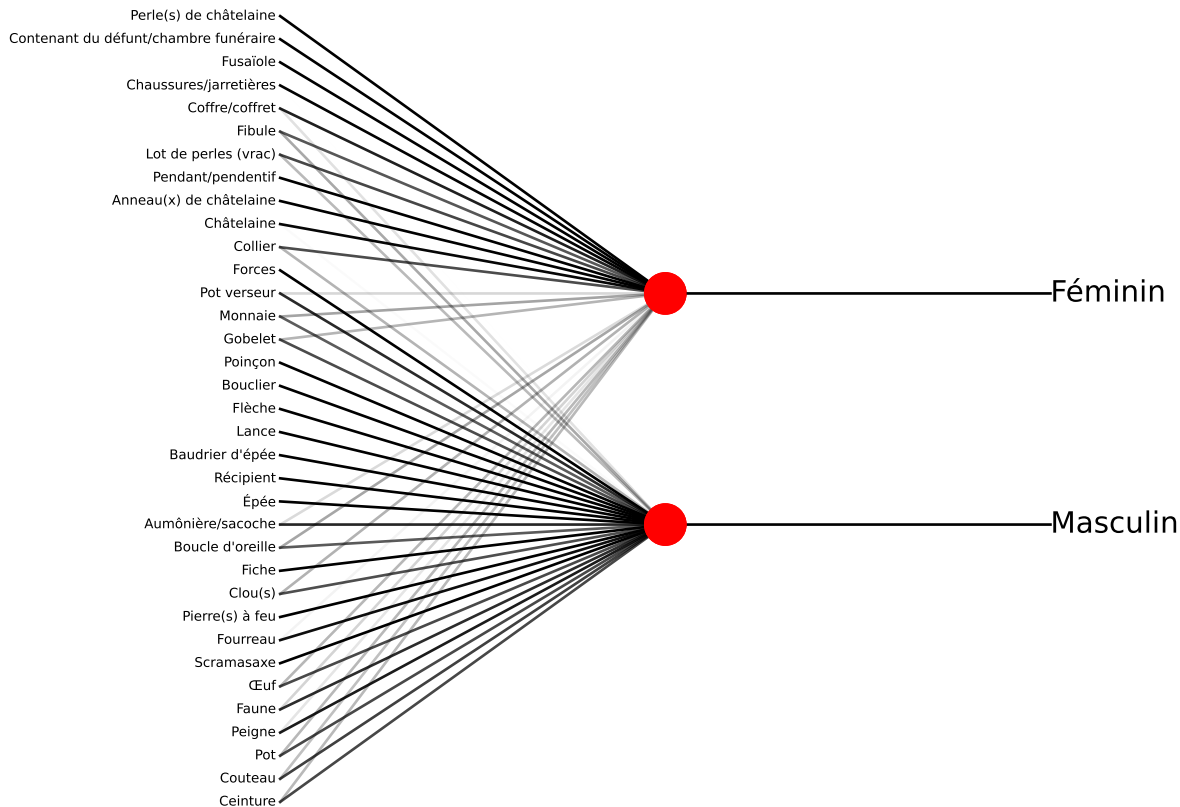 Perle(s) de châtelaine
Contenant du défunt/chambre funéraire
Fusaïole
Chaussures/jarretières
Coffre/coffret
Fibule
Lot de perles (vrac)
Pendant/pendentif
Anneau(x) de châtelaine
Châtelaine
Collier
Forces
Pot verseur
Monnaie
Gobelet
Poinçon
Bouclier
Flèche
Lance
Baudrier d'épée
Récipient
Épée
Aumônière/sacoche
Boucle d'oreille
Fiche
Clou(s)
Pierre(s) à feu
Fourreau
Scramasaxe
Œuf
Faune
Peigne
Pot
Couteau
Ceinture
Féminin
Masculin